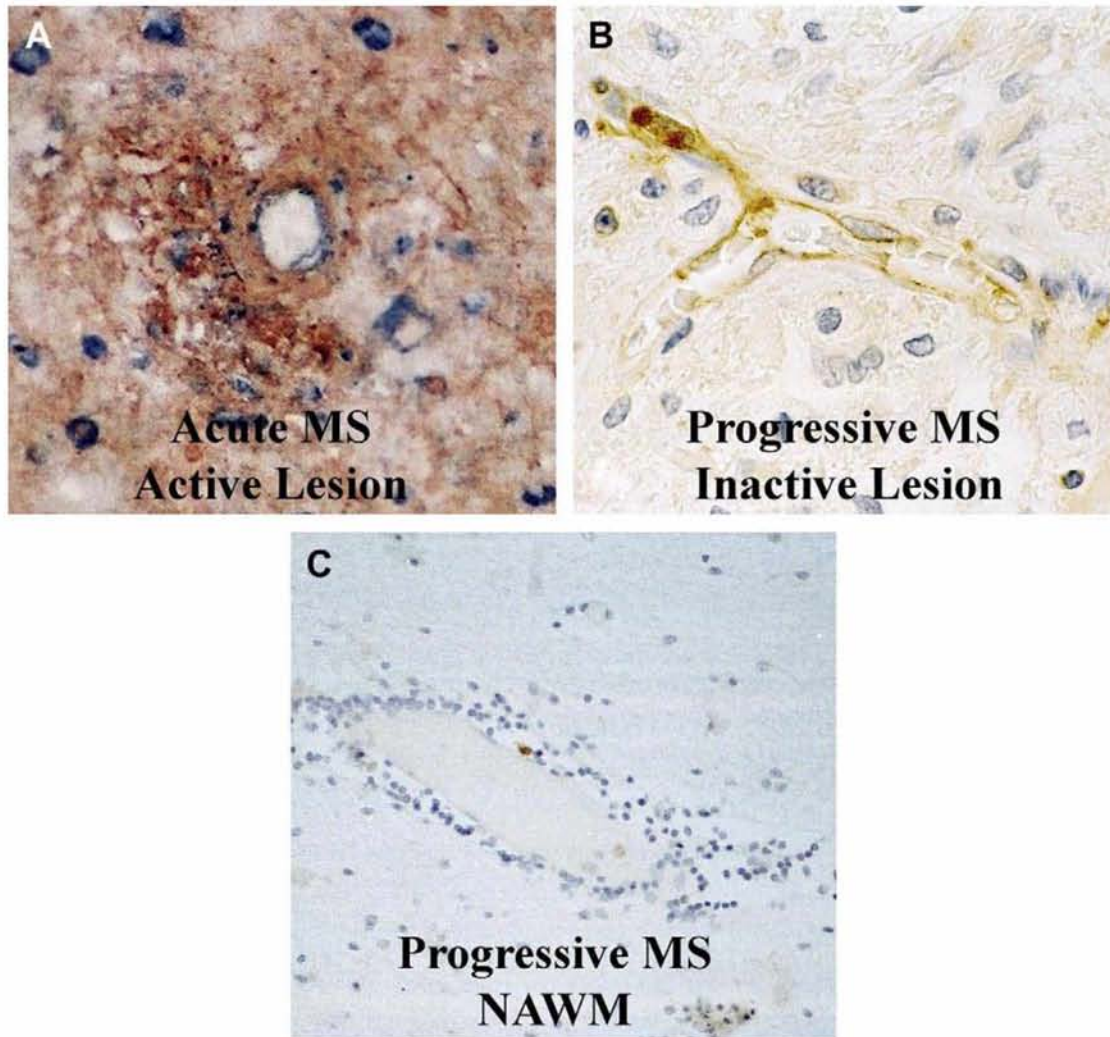 A
Acute MS
Active Lesion
B
Progressive MS
Inactive Lesion
C
Progressive MS
NAWM